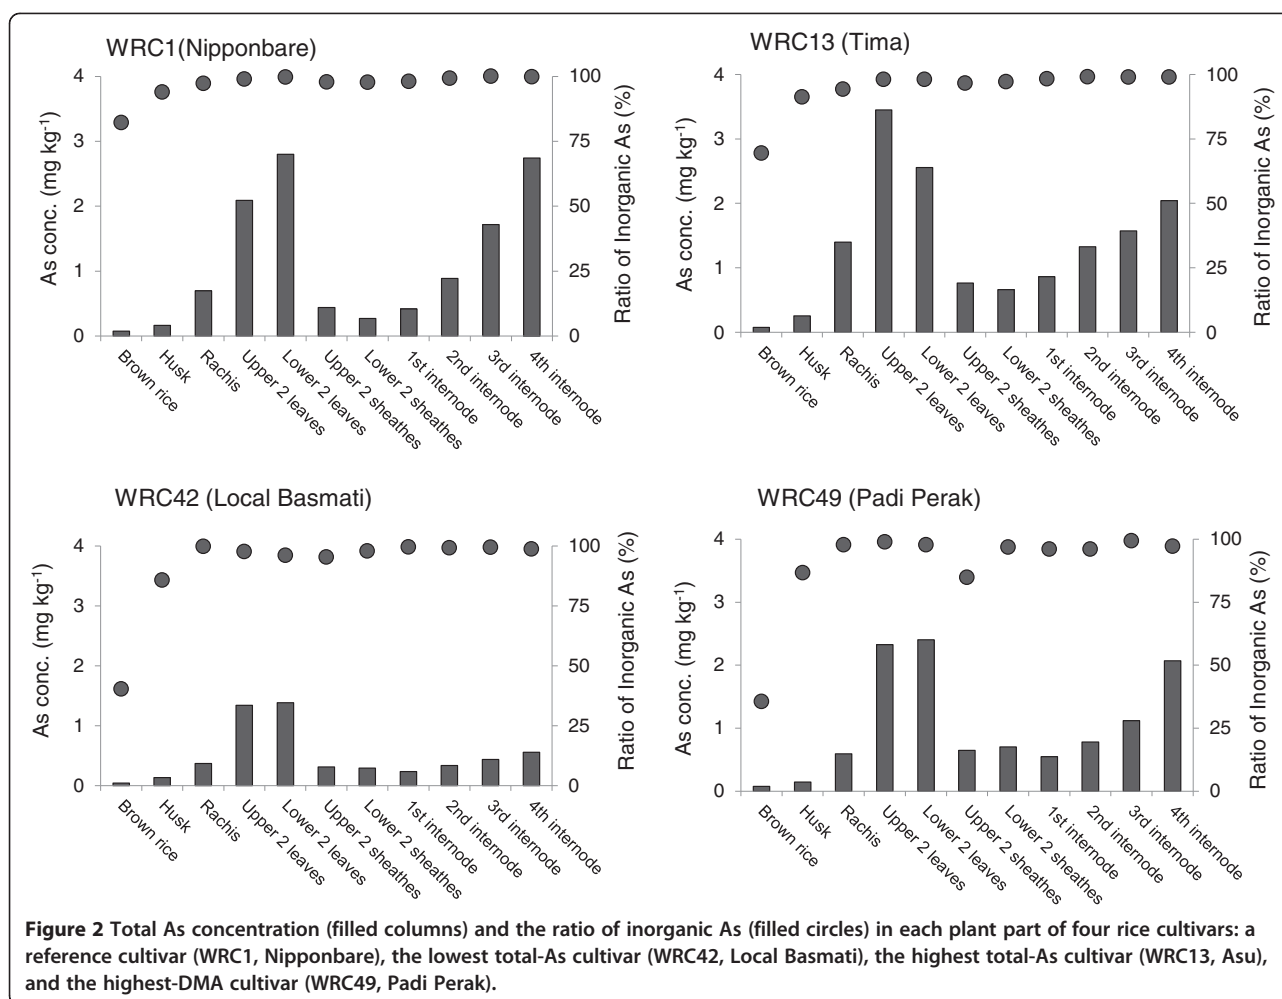 WRC1(Nipponbare)
As conc. (mg kg⁻¹)
4
3
2
1
0
100
75
50
25
0
Ratio of Inorganic As (%)
Brown rice
Husk
Rachis
Upper 2 leaves
Lower 2 leaves
Upper 2 sheathes
Lower 2 sheathes
1st internode
2nd internode
3rd internode
4th internode
WRC13 (Tima)
As conc. (mg kg⁻¹)
4
3
2
1
0
100
75
50
25
0
Ratio of Inorganic As (%)
Brown rice
Husk
Rachis
Upper 2 leaves
Lower 2 leaves
Upper 2 sheathes
Lower 2 sheathes
1st internode
2nd internode
3rd internode
4th internode
WRC42 (Local Basmati)
As conc. (mg kg⁻¹)
4
3
2
1
0
100
75
50
25
0
Ratio of Inorganic As (%)
Brown rice
Husk
Rachis
Upper 2 leaves
Lower 2 leaves
Upper 2 sheathes
Lower 2 sheathes
1st internode
2nd internode
3rd internode
4th internode
WRC49 (Padi Perak)
As conc. (mg kg⁻¹)
4
3
2
1
0
100
75
50
25
0
Ratio of Inorganic As (%)
Brown rice
Husk
Rachis
Upper 2 leaves
Lower 2 leaves
Upper 2 sheathes
Lower 2 sheathes
1st internode
2nd internode
3rd internode
4th internode
Figure 2 Total As concentration (filled columns) and the ratio of inorganic As (filled circles) in each plant part of four rice cultivars: a
reference cultivar (WRC1, Nipponbare), the lowest total-As cultivar (WRC42, Local Basmati), the highest total-As cultivar (WRC13, Asu),
and the highest-DMA cultivar (WRC49, Padi Perak).